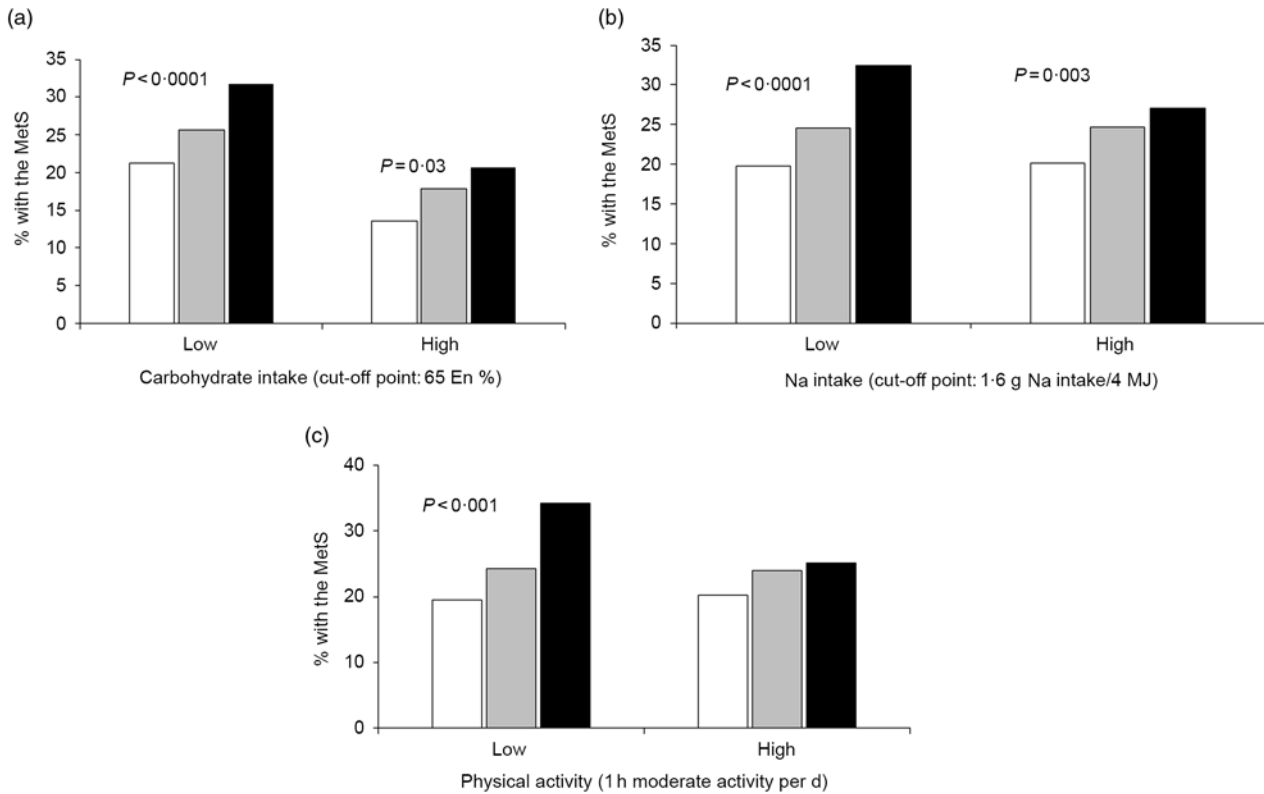 (a)
35
30
25
20
15
10
5
0
% with the MetS
P<0·0001
P=0·03
Low
High
Carbohydrate intake (cut-off point: 65 En %)
(b)
35
30
25
20
15
10
5
0
% with the MetS
P<0·0001
P=0·003
Low
High
Na intake (cut-off point: 1·6 g Na intake/4 MJ)
(c)
40
30
20
10
0
% with the MetS
P<0·001
Low
High
Physical activity (1 h moderate activity per d)